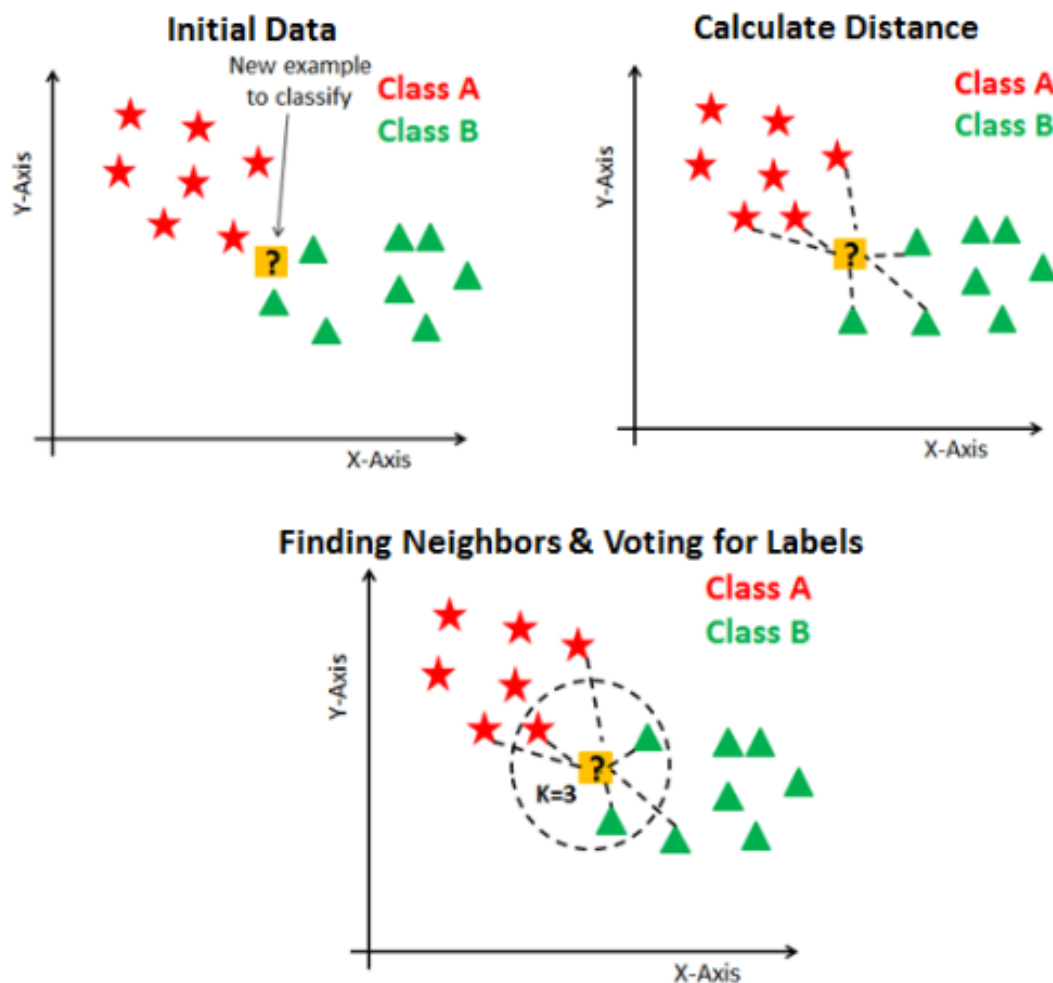 Initial Data
New example
to classify
Class A
Class B
Y-Axis
?
X-Axis
Calculate Distance
Class A
Class B
Y-Axis
?
X-Axis
Finding Neighbors & Voting for Labels
Class A
Class B
Y-Axis
?
K=3
X-Axis